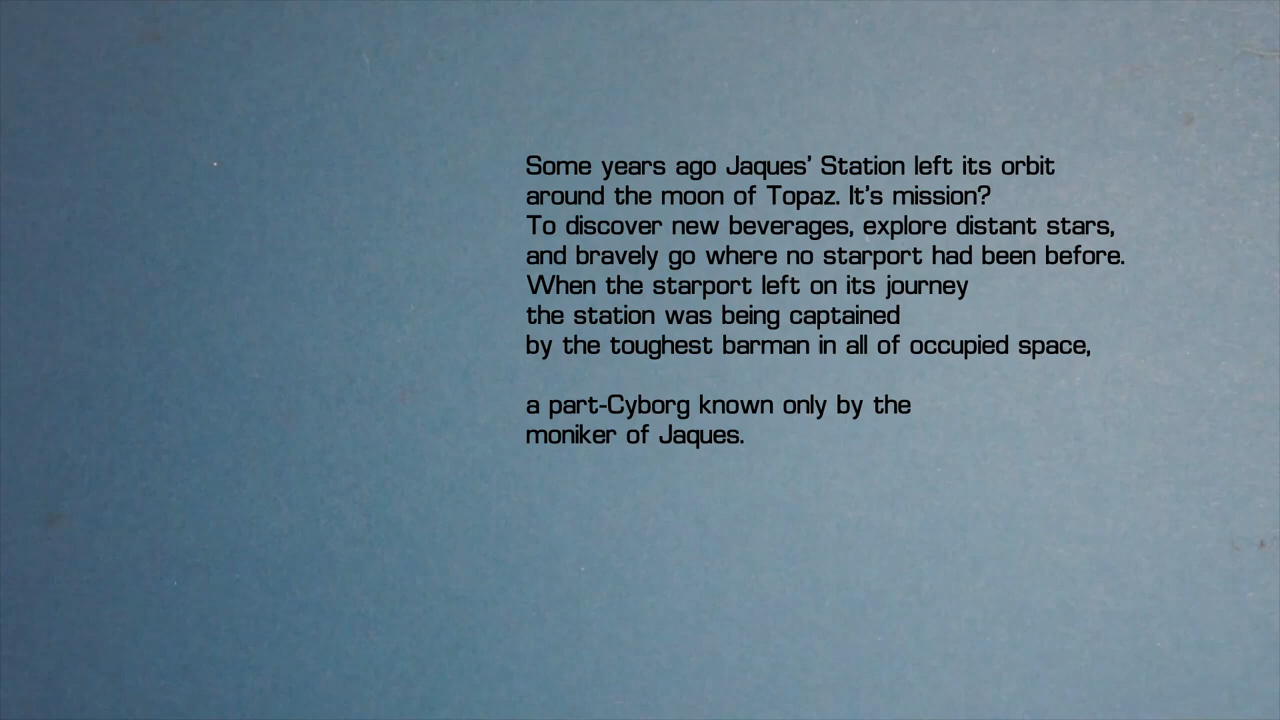 Some years ago Jaques’ Station left its orbit
around the moon of Topaz. It’s mission?
To discover new beverages, explore distant stars,
and bravely go where no starport had been before.
When the starport left on its journey
the station was being captained
by the toughest barman in all of occupied space,
a part-Cyborg known only by the
moniker of Jaques.